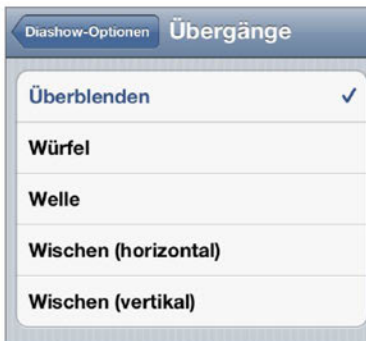 Diashow-Optionen Übergänge
Überblenden
Würfel
Welle
Wischen (horizontal)
Wischen (vertikal)